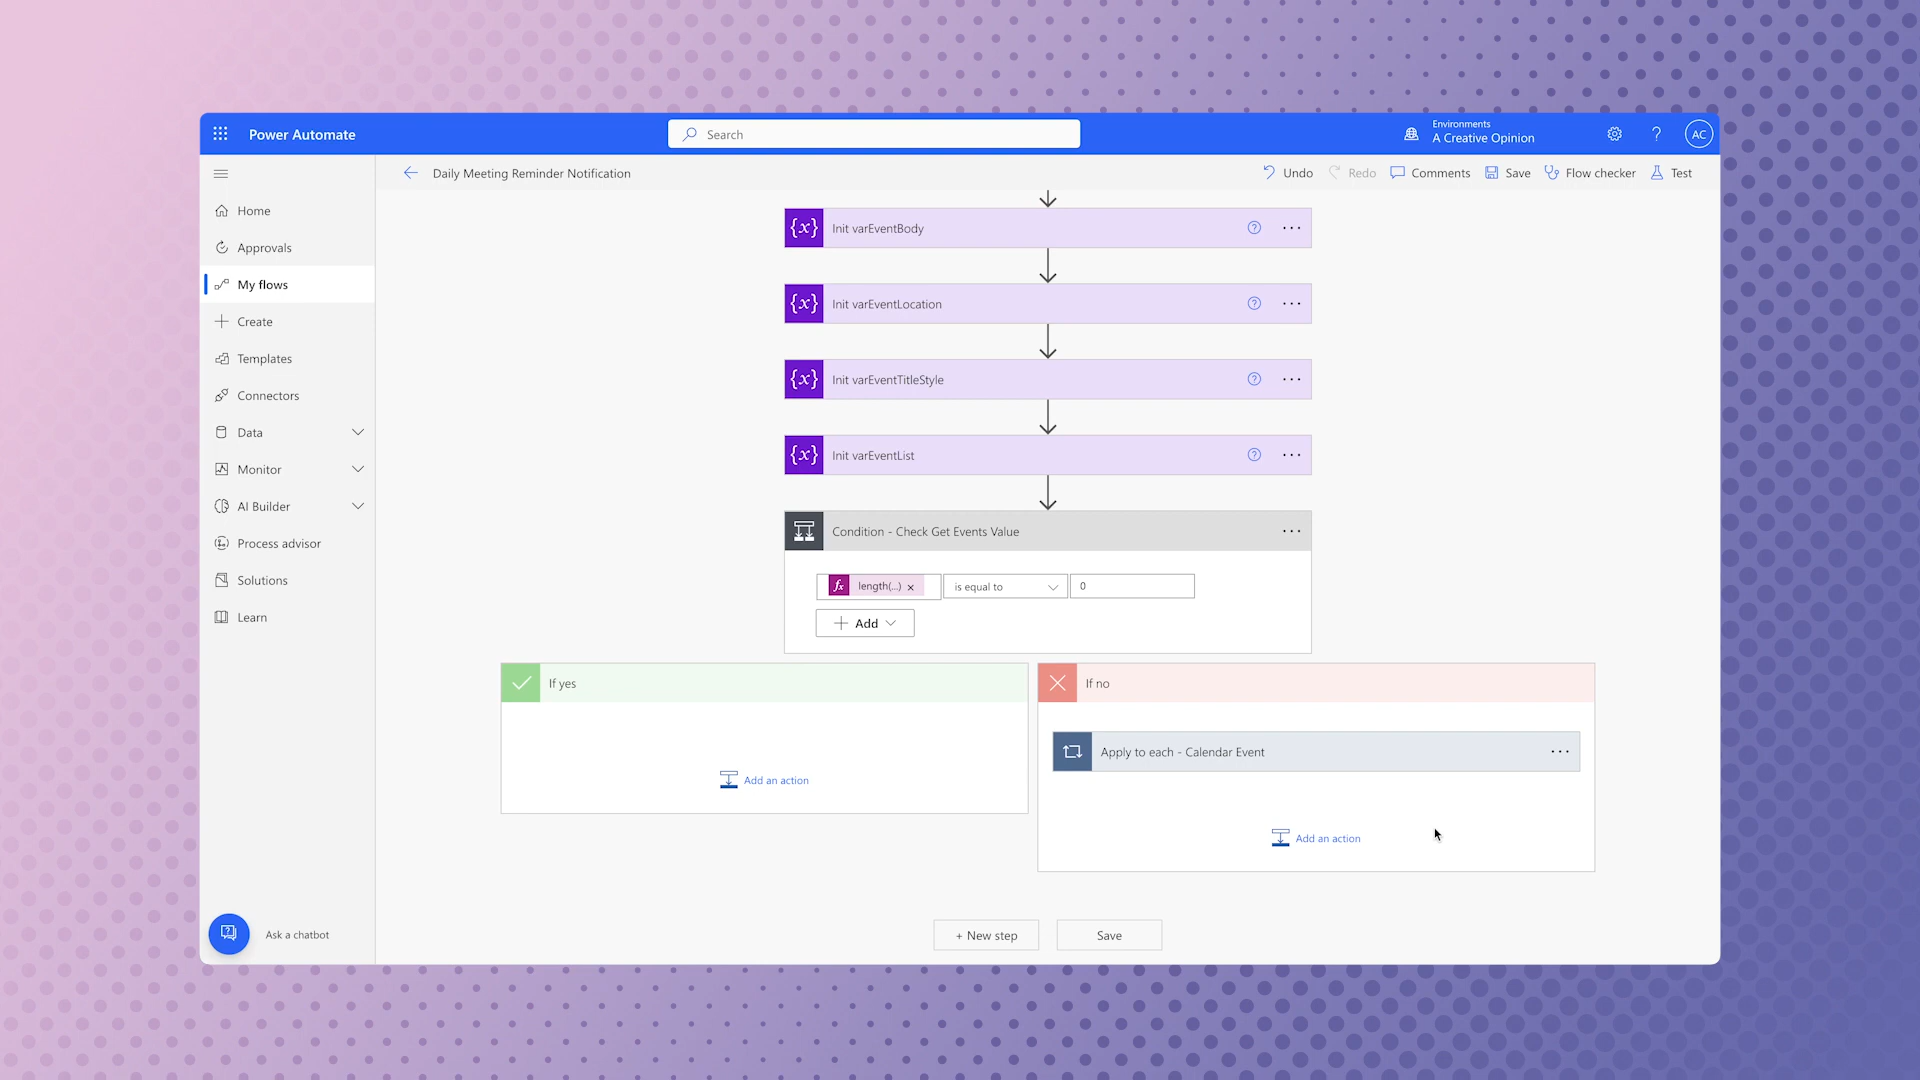 Power Automate
Search
Environments
A Creative Opinion
?
AC
Daily Meeting Reminder Notification
Undo
Redo
Comments
Save
Flow checker
Test
Home
Approvals
My flows
Create
Templates
Connectors
Data
Monitor
AI Builder
Process advisor
Solutions
Learn
Ask a chatbot
{x} Init varEventBody ? ...
{x} Init varEventLocation ? ...
{x} Init varEventTitleStyle ? ...
{x} Init varEventList ? ...
Condition - Check Get Events Value ...
fx length(...) × is equal to 0
+ Add
If yes
Add an action
If no
Apply to each - Calendar Event ...
Add an action
+ New step
Save